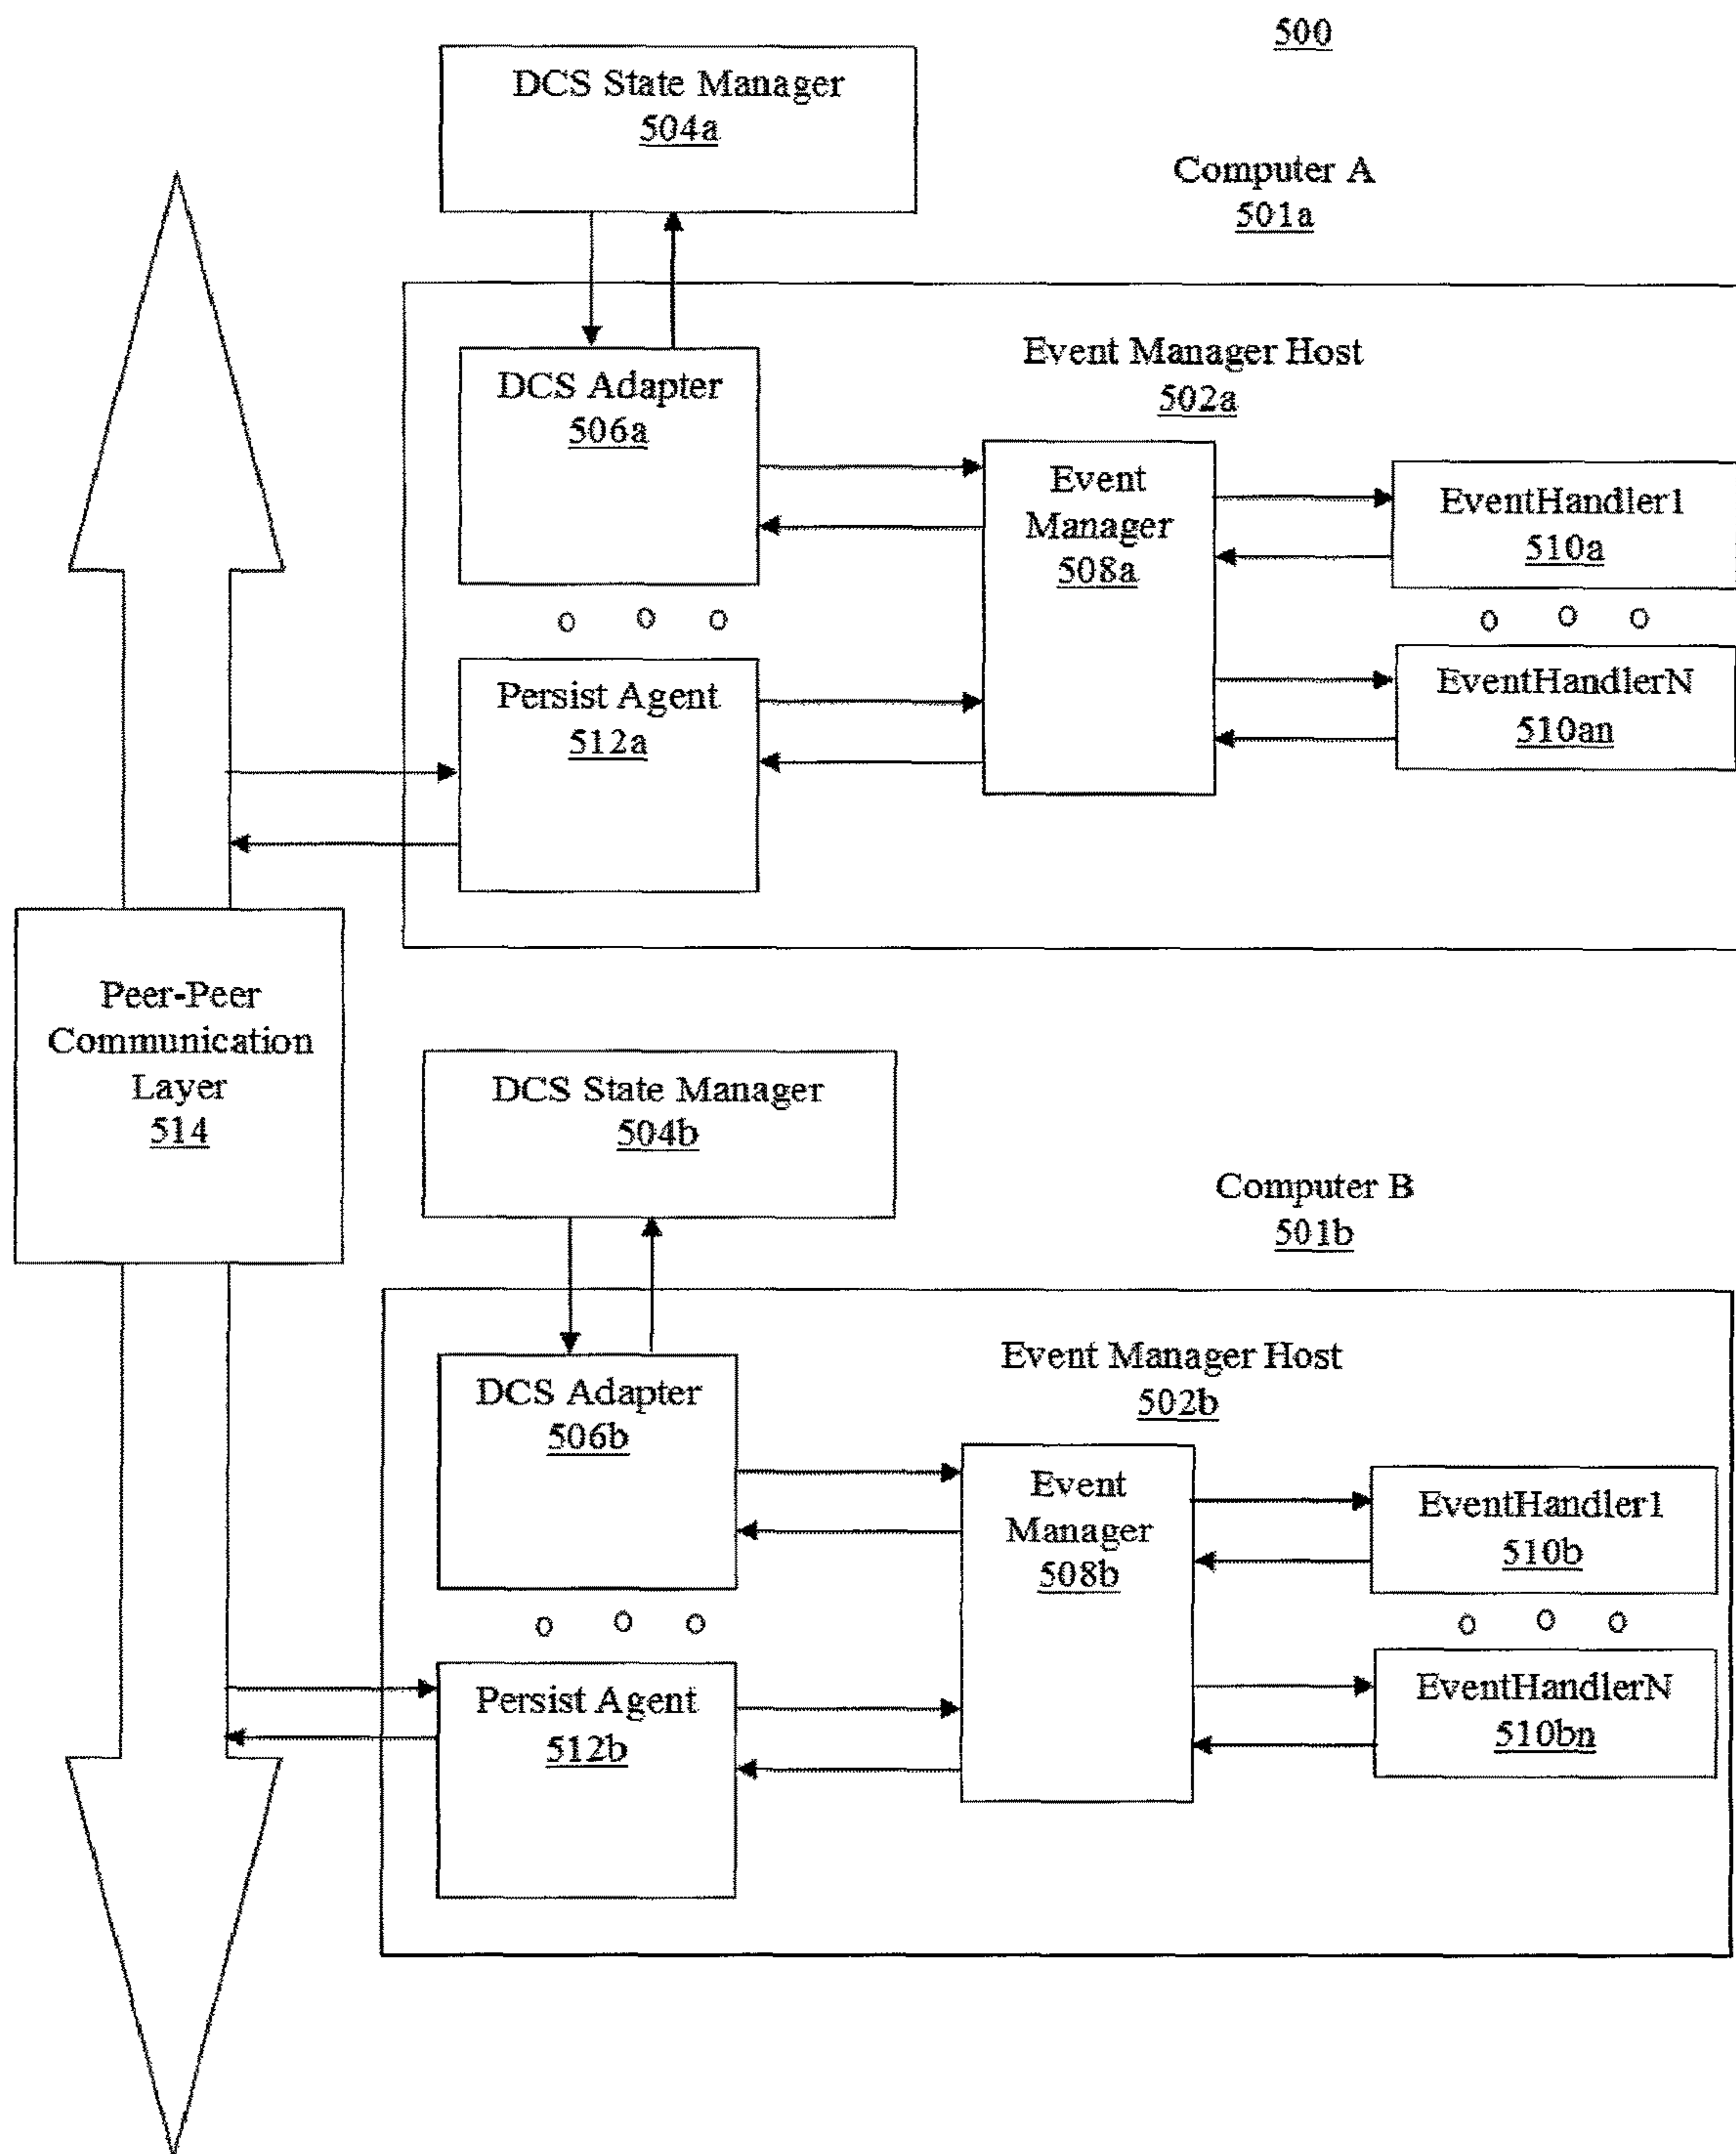 500
DCS State Manager
504a
Computer A
501a
Event Manager Host
502a
DCS Adapter
506a
Event
Manager
508a
EventHandler1
510a
o o o
o o o
Persist Agent
512a
EventHandlerN
510an
Peer-Peer
Communication
Layer
514
DCS State Manager
504b
Computer B
501b
Event Manager Host
502b
DCS Adapter
506b
Event
Manager
508b
EventHandler1
510b
o o o
o o o
Persist Agent
512b
EventHandlerN
510bn